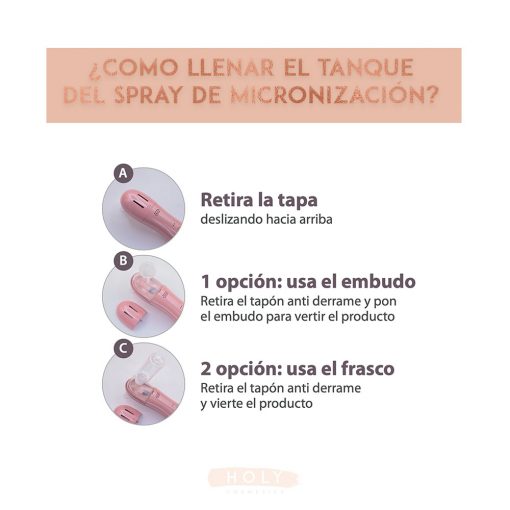 ¿COMO LLENAR EL TANQUE
DEL SPRAY DE MICRONIZACIÓN?
A
Retira la tapa
deslizando hacia arriba
B
1 opción: usa el embudo
Retira el tapón anti derrame y pon
el embudo para vertir el producto
C
2 opción: usa el frasco
Retira el tapón anti derrame
y vierte el producto
HOLY
COSMETICS